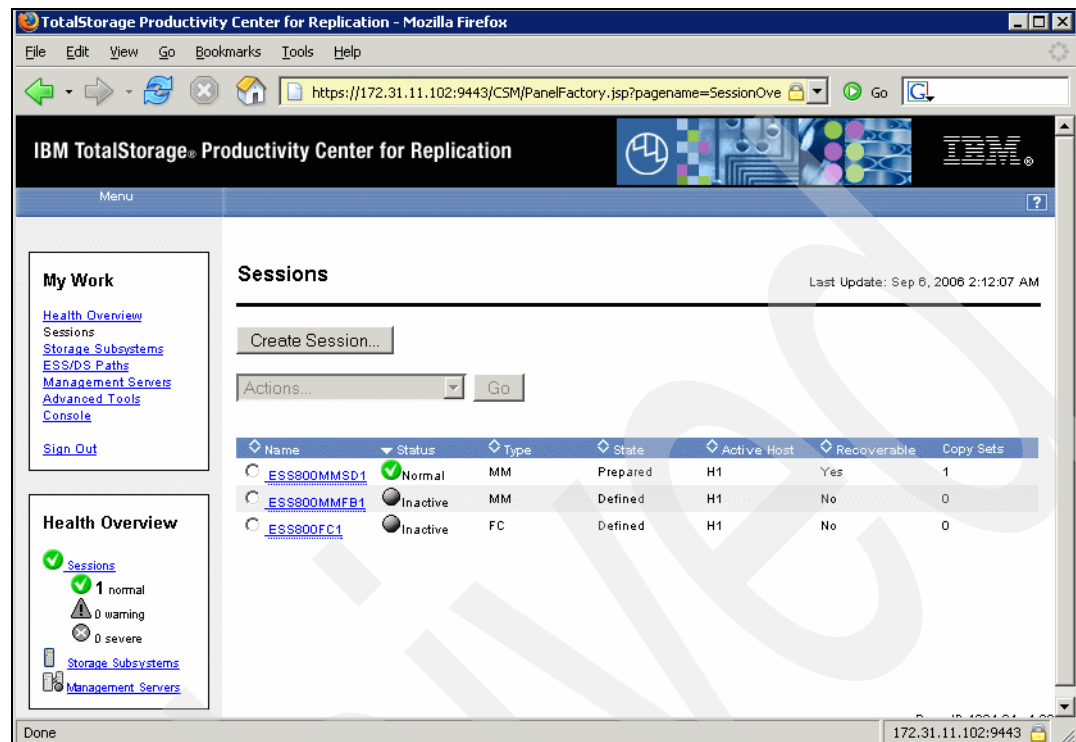 TotalStorage Productivity Center for Replication - Mozilla Firefox
File Edit View Go Bookmarks Tools Help
https://172.31.11.102:9443/CSM/PanelFactory.jsp?pagename=SessionOve Go G
IBM TotalStorage® Productivity Center for Replication IBM®
Menu ?
My Work
Health Overview
Sessions
Storage Subsystems
ESS/DS Paths
Management Servers
Advanced Tools
Console
Sign Out
Health Overview
Sessions
1 normal
0 warning
0 severe
Storage Subsystems
Management Servers
Sessions
Last Update: Sep 6, 2006 2:12:07 AM
Create Session...
Actions... Go
Name Status Type State Active Host Recoverable Copy Sets
ESS800MMSD1 Normal MM Prepared H1 Yes 1
ESS800MMFB1 Inactive MM Defined H1 No 0
ESS800FC1 Inactive FC Defined H1 No 0
Done 172.31.11.102:9443